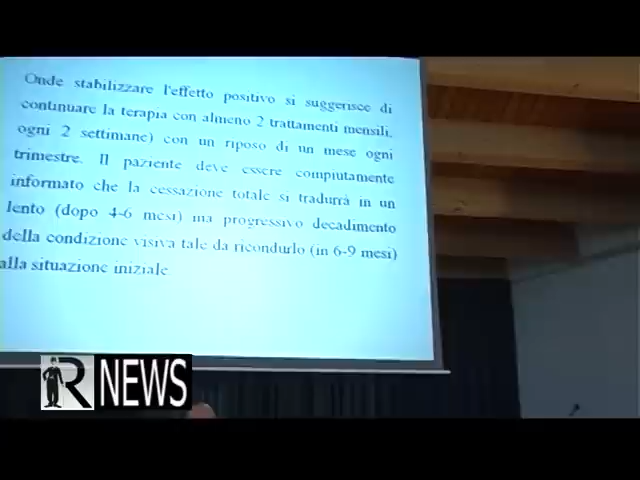 Onde stabilizzare l'effetto positivo si suggerisce di
continuare la terapia con almeno 2 trattamenti mensili,
ogni 2 settimane) con un riposo di un mese ogni
trimestre. Il paziente deve essere compiutamente
informato che la cessazione totale si tradurrà in un
lento (dopo 4-6 mesi) ma progressivo decadimento
della condizione visiva tale da ricondurlo (in 6-9 mesi)
alla situazione iniziale
R NEWS